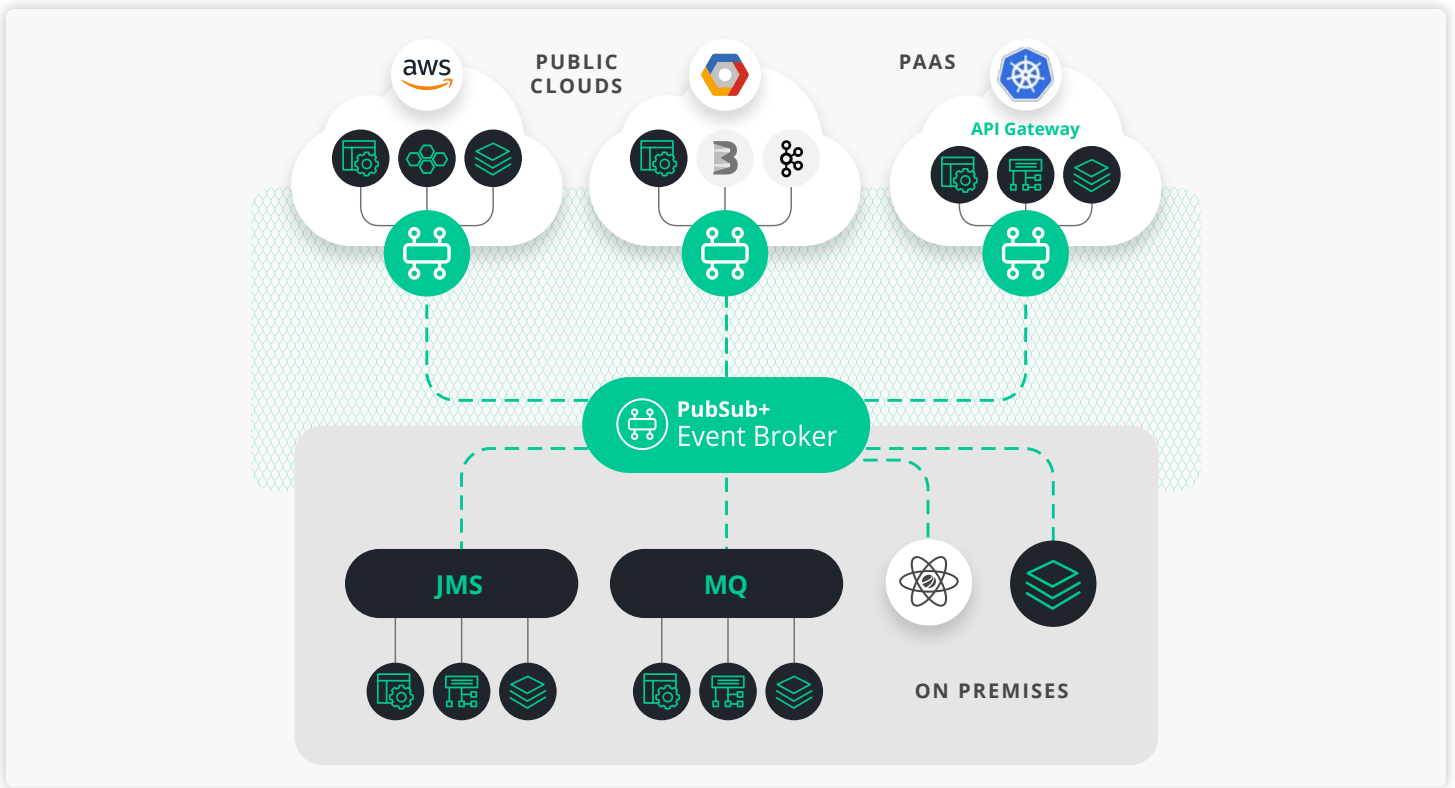 aws
PUBLIC
CLOUDS
PAAS
API Gateway
PubSub+
Event Broker
JMS
MQ
ON PREMISES